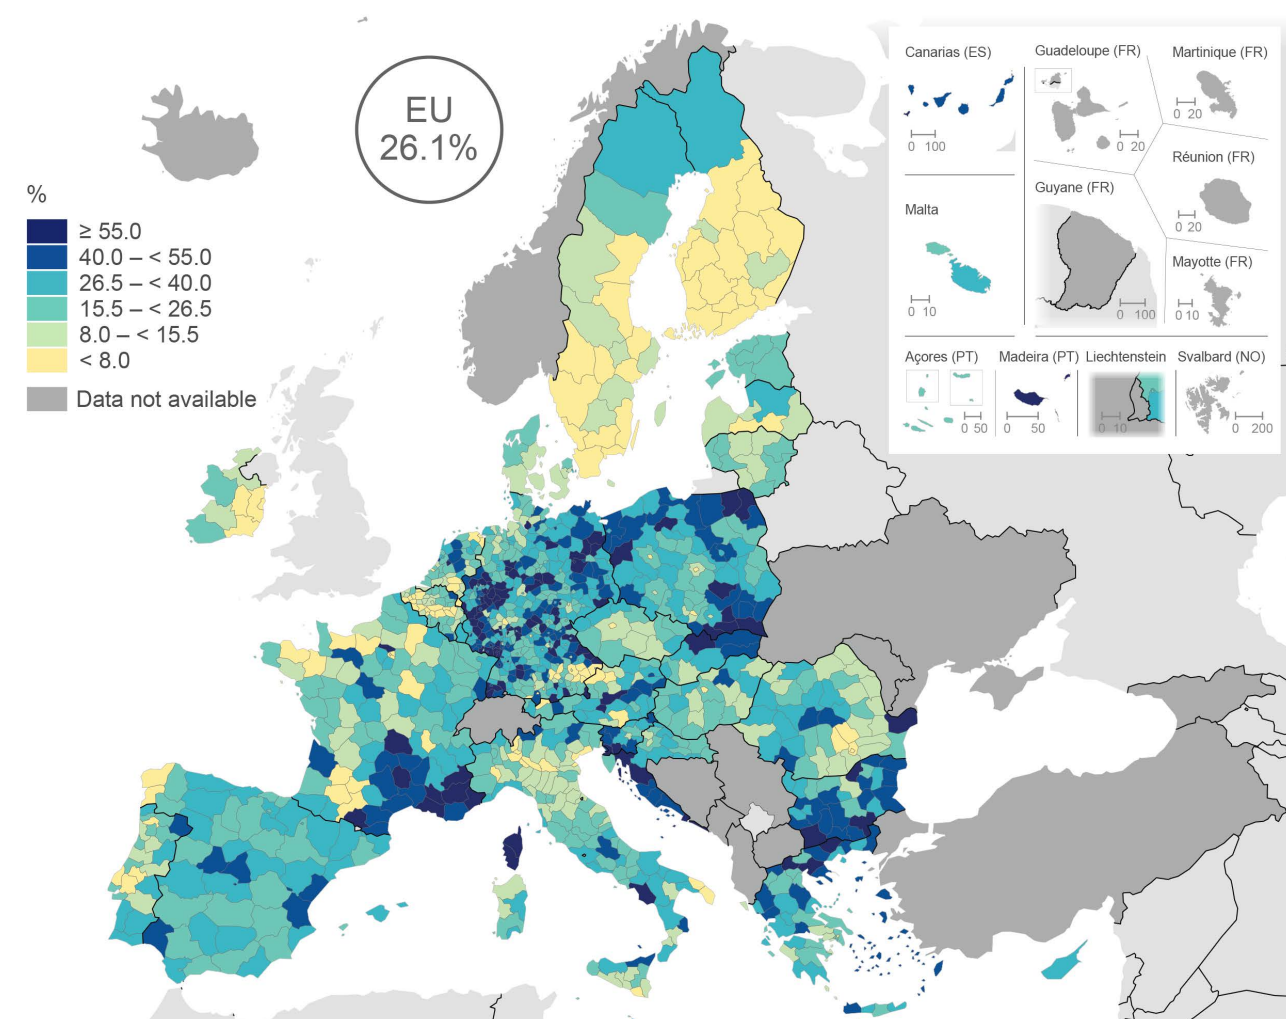 EU
26.1%
%
≥ 55.0
40.0 – < 55.0
26.5 – < 40.0
15.5 – < 26.5
8.0 – < 15.5
< 8.0
Data not available
Canarias (ES)
0 100
Guadeloupe (FR)
0 20
Martinique (FR)
0 20
Réunion (FR)
0 20
Guyane (FR)
0 100
Malta
0 10
Mayotte (FR)
0 10
Açores (PT)
0 50
Madeira (PT)
0 50
Liechtenstein
0 10
Svalbard (NO)
0 200